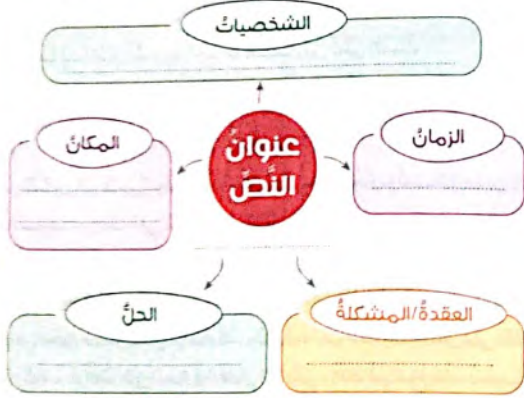 الشخصياتُ
الزمانُ
عنوانُ
النَّصِّ
المكانُ
العقدةُ/المشكلةُ
الحلُّ